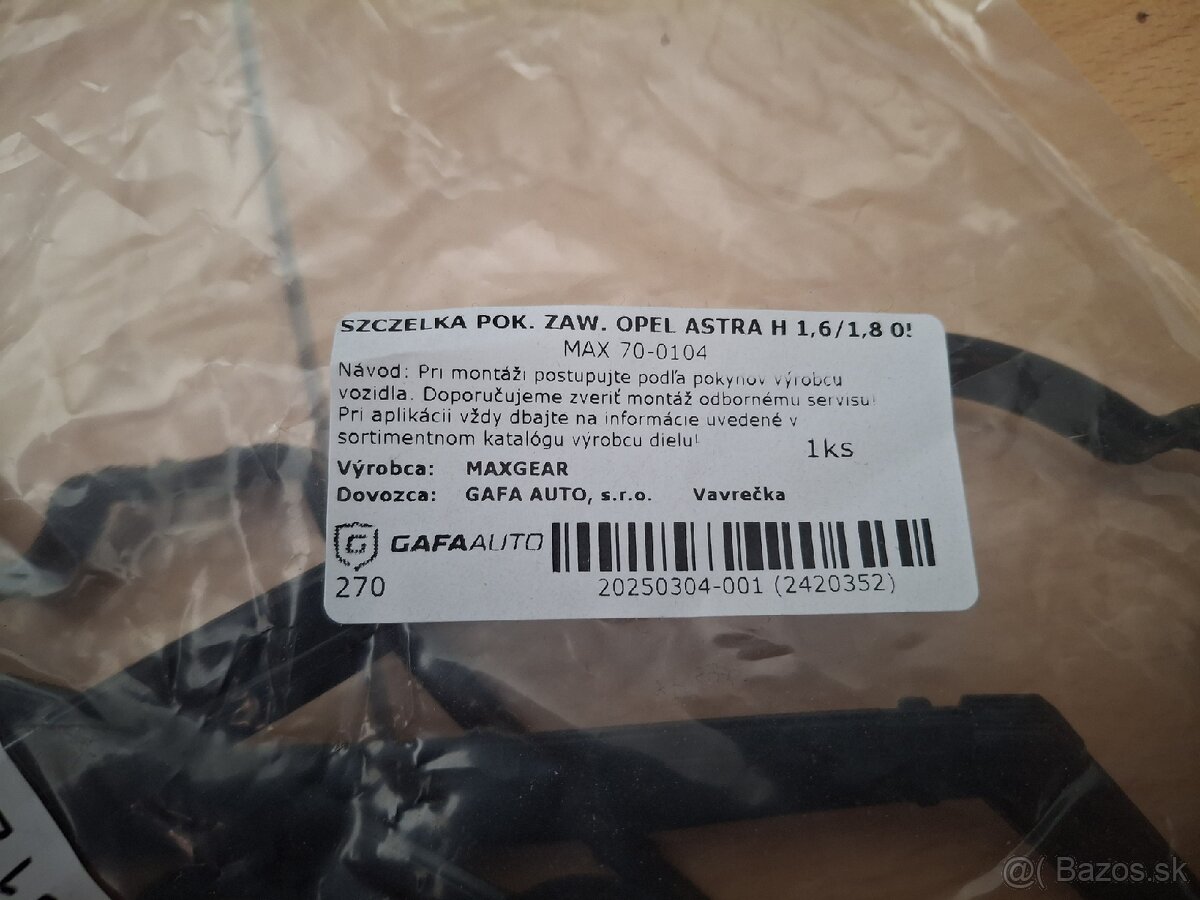 SZCZELKA POK. ZAW. OPEL ASTRA H 1,6/1,8 0!
MAX 70-0104
Návod: Pri montáži postupujte podľa pokynov výrobcu
vozidla. Doporučujeme zveriť montáž odbornému servisu!
Pri aplikácii vždy dbajte na informácie uvedené v
sortimentnom katalógu výrobcu dielu!
1ks
Výrobca: MAXGEAR
Dovozca: GAFA AUTO, s.r.o. Vavrečka
G GAFAAUTO
270
20250304-001 (2420352)
@( Bazos.sk